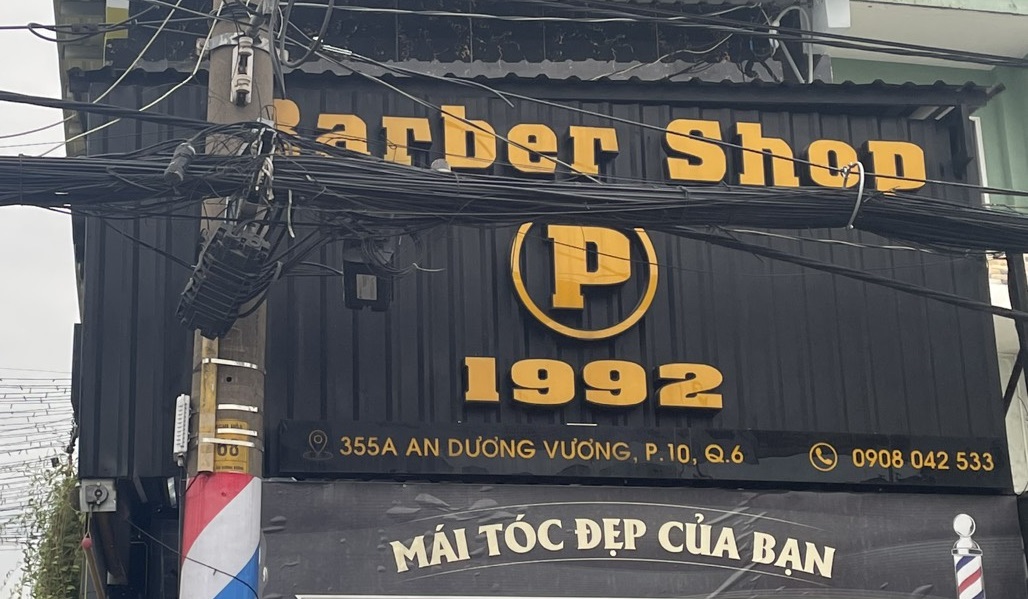 Barber Shop
P
1992
355A AN DƯƠNG VƯƠNG, P.10, Q.6
0908 042 533
MÁI TÓC ĐẸP CỦA BẠN